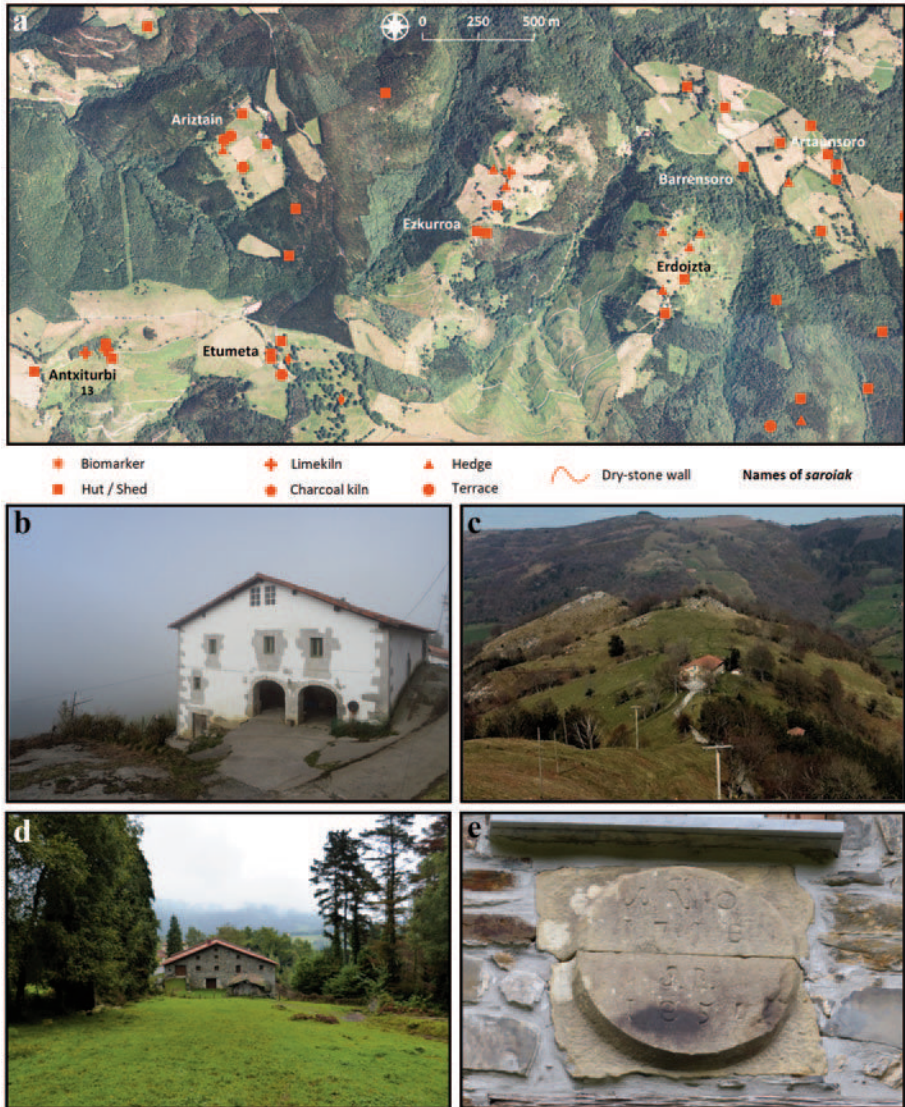 a
0 250 500 m
Ariztain
Artaunsoro
Barrensoro
Ezkurroa
Erdoizta
Etumeta
Antxiturbi
13
Biomarker Limekiln Hedge Dry-stone wall Names of saroiak
Hut / Shed Charcoal kiln Terrace
b
c
d
e